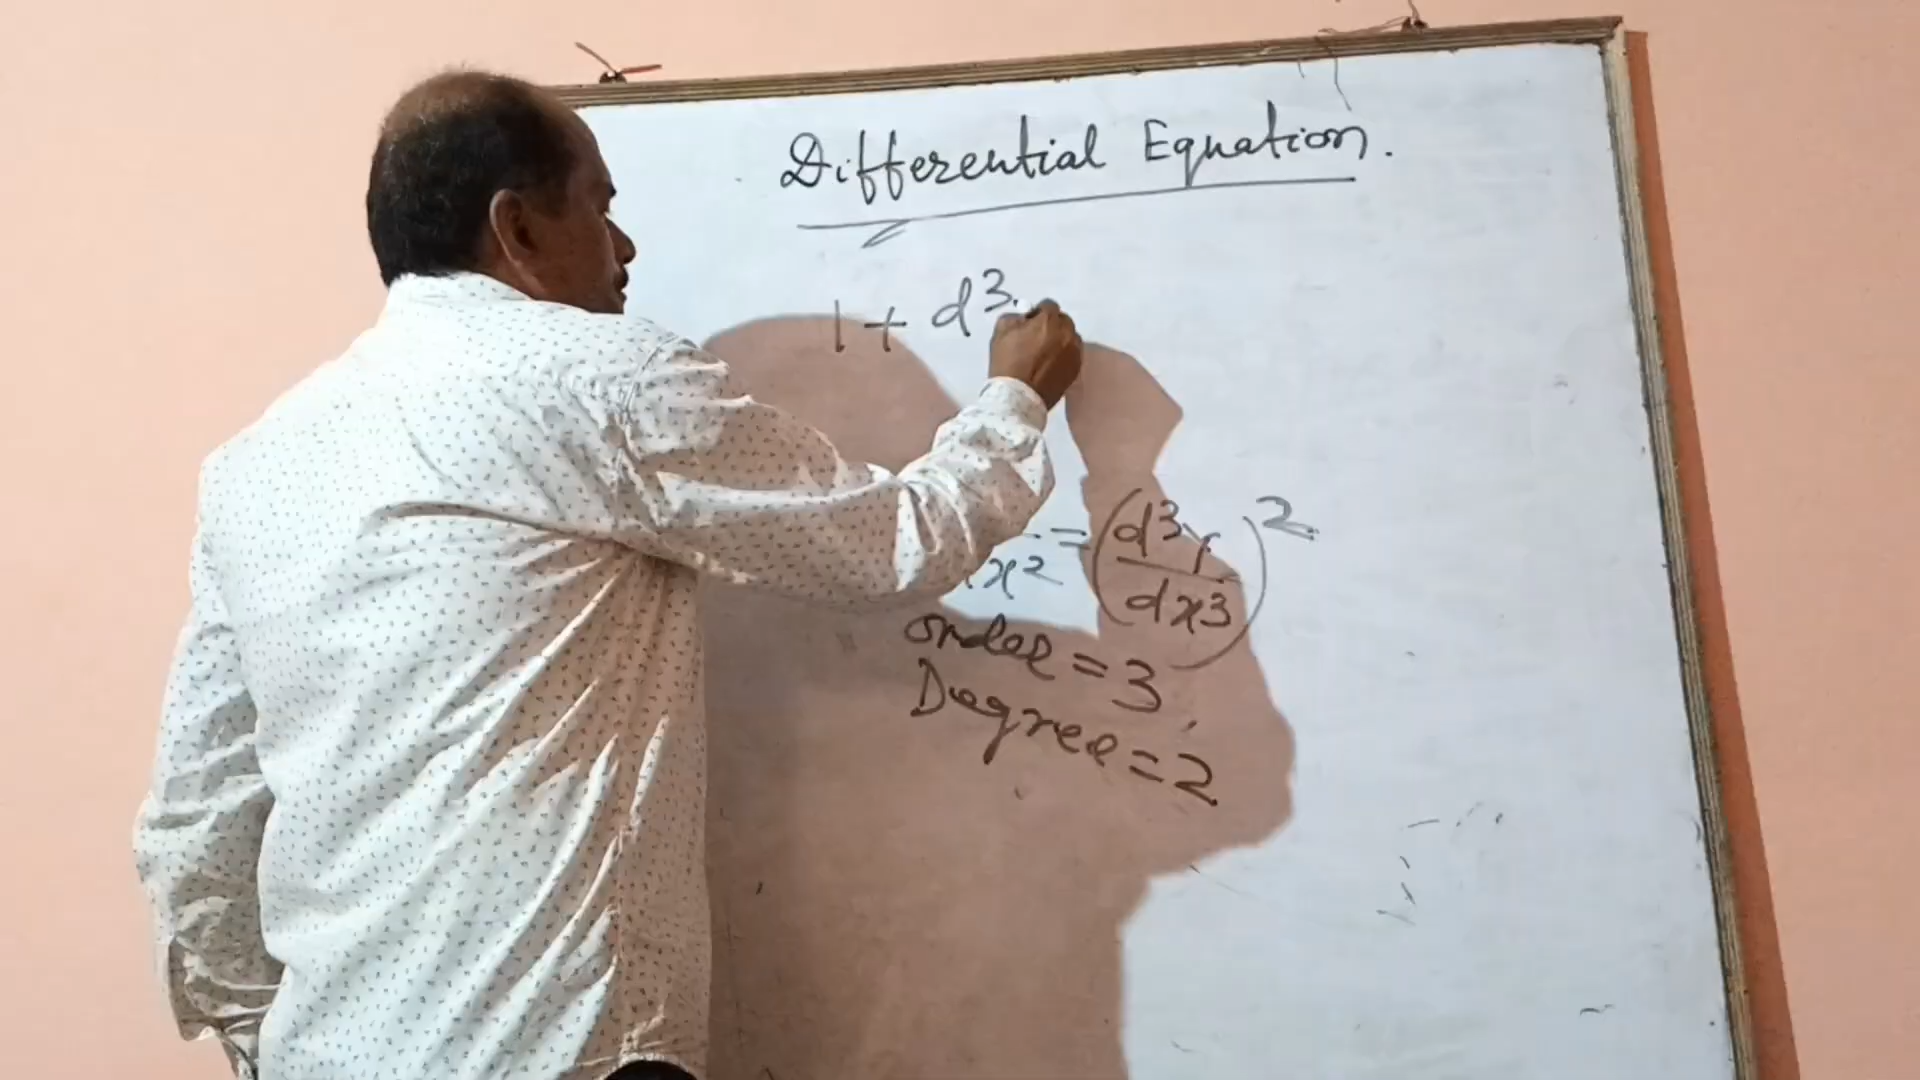 Differential Equation.
1 + d³
x² = (d³y/dx³)²
order = 3
Degree = 2